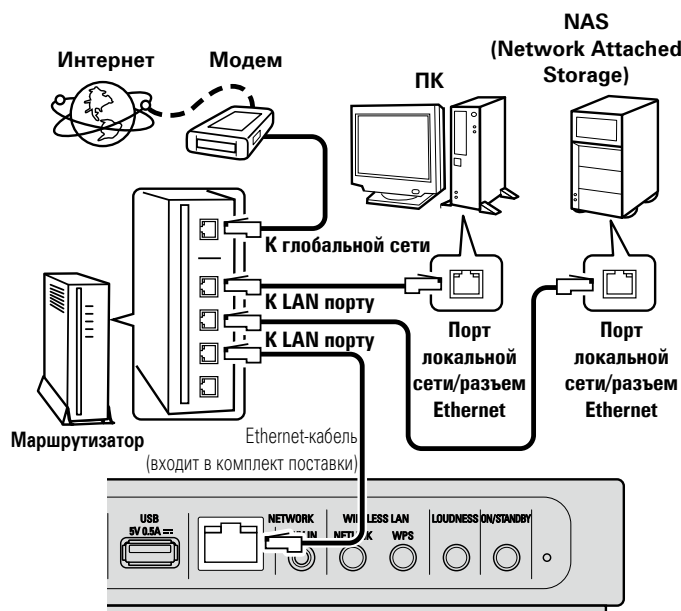 NAS
(Network Attached
Storage)
Интернет
Модем
ПК
К глобальной сети
К LAN порту
К LAN порту
Порт
локальной
сети/разъем
Ethernet
Порт
локальной
сети/разъем
Ethernet
Маршрутизатор
Ethernet-кабель
(входит в комплект поставки)
USB
5V 0.5A
NETWORK
WIRELESS LAN
LOUDNESS
ON/STANDBY
IN
NETWORK
WPS